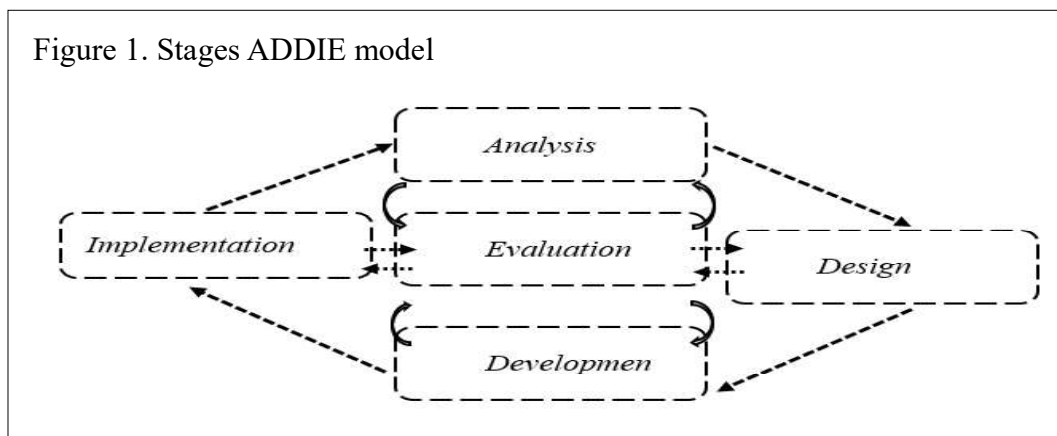 Figure 1. Stages ADDIE model
Analysis
Implementation
Evaluation
Design
Developmen